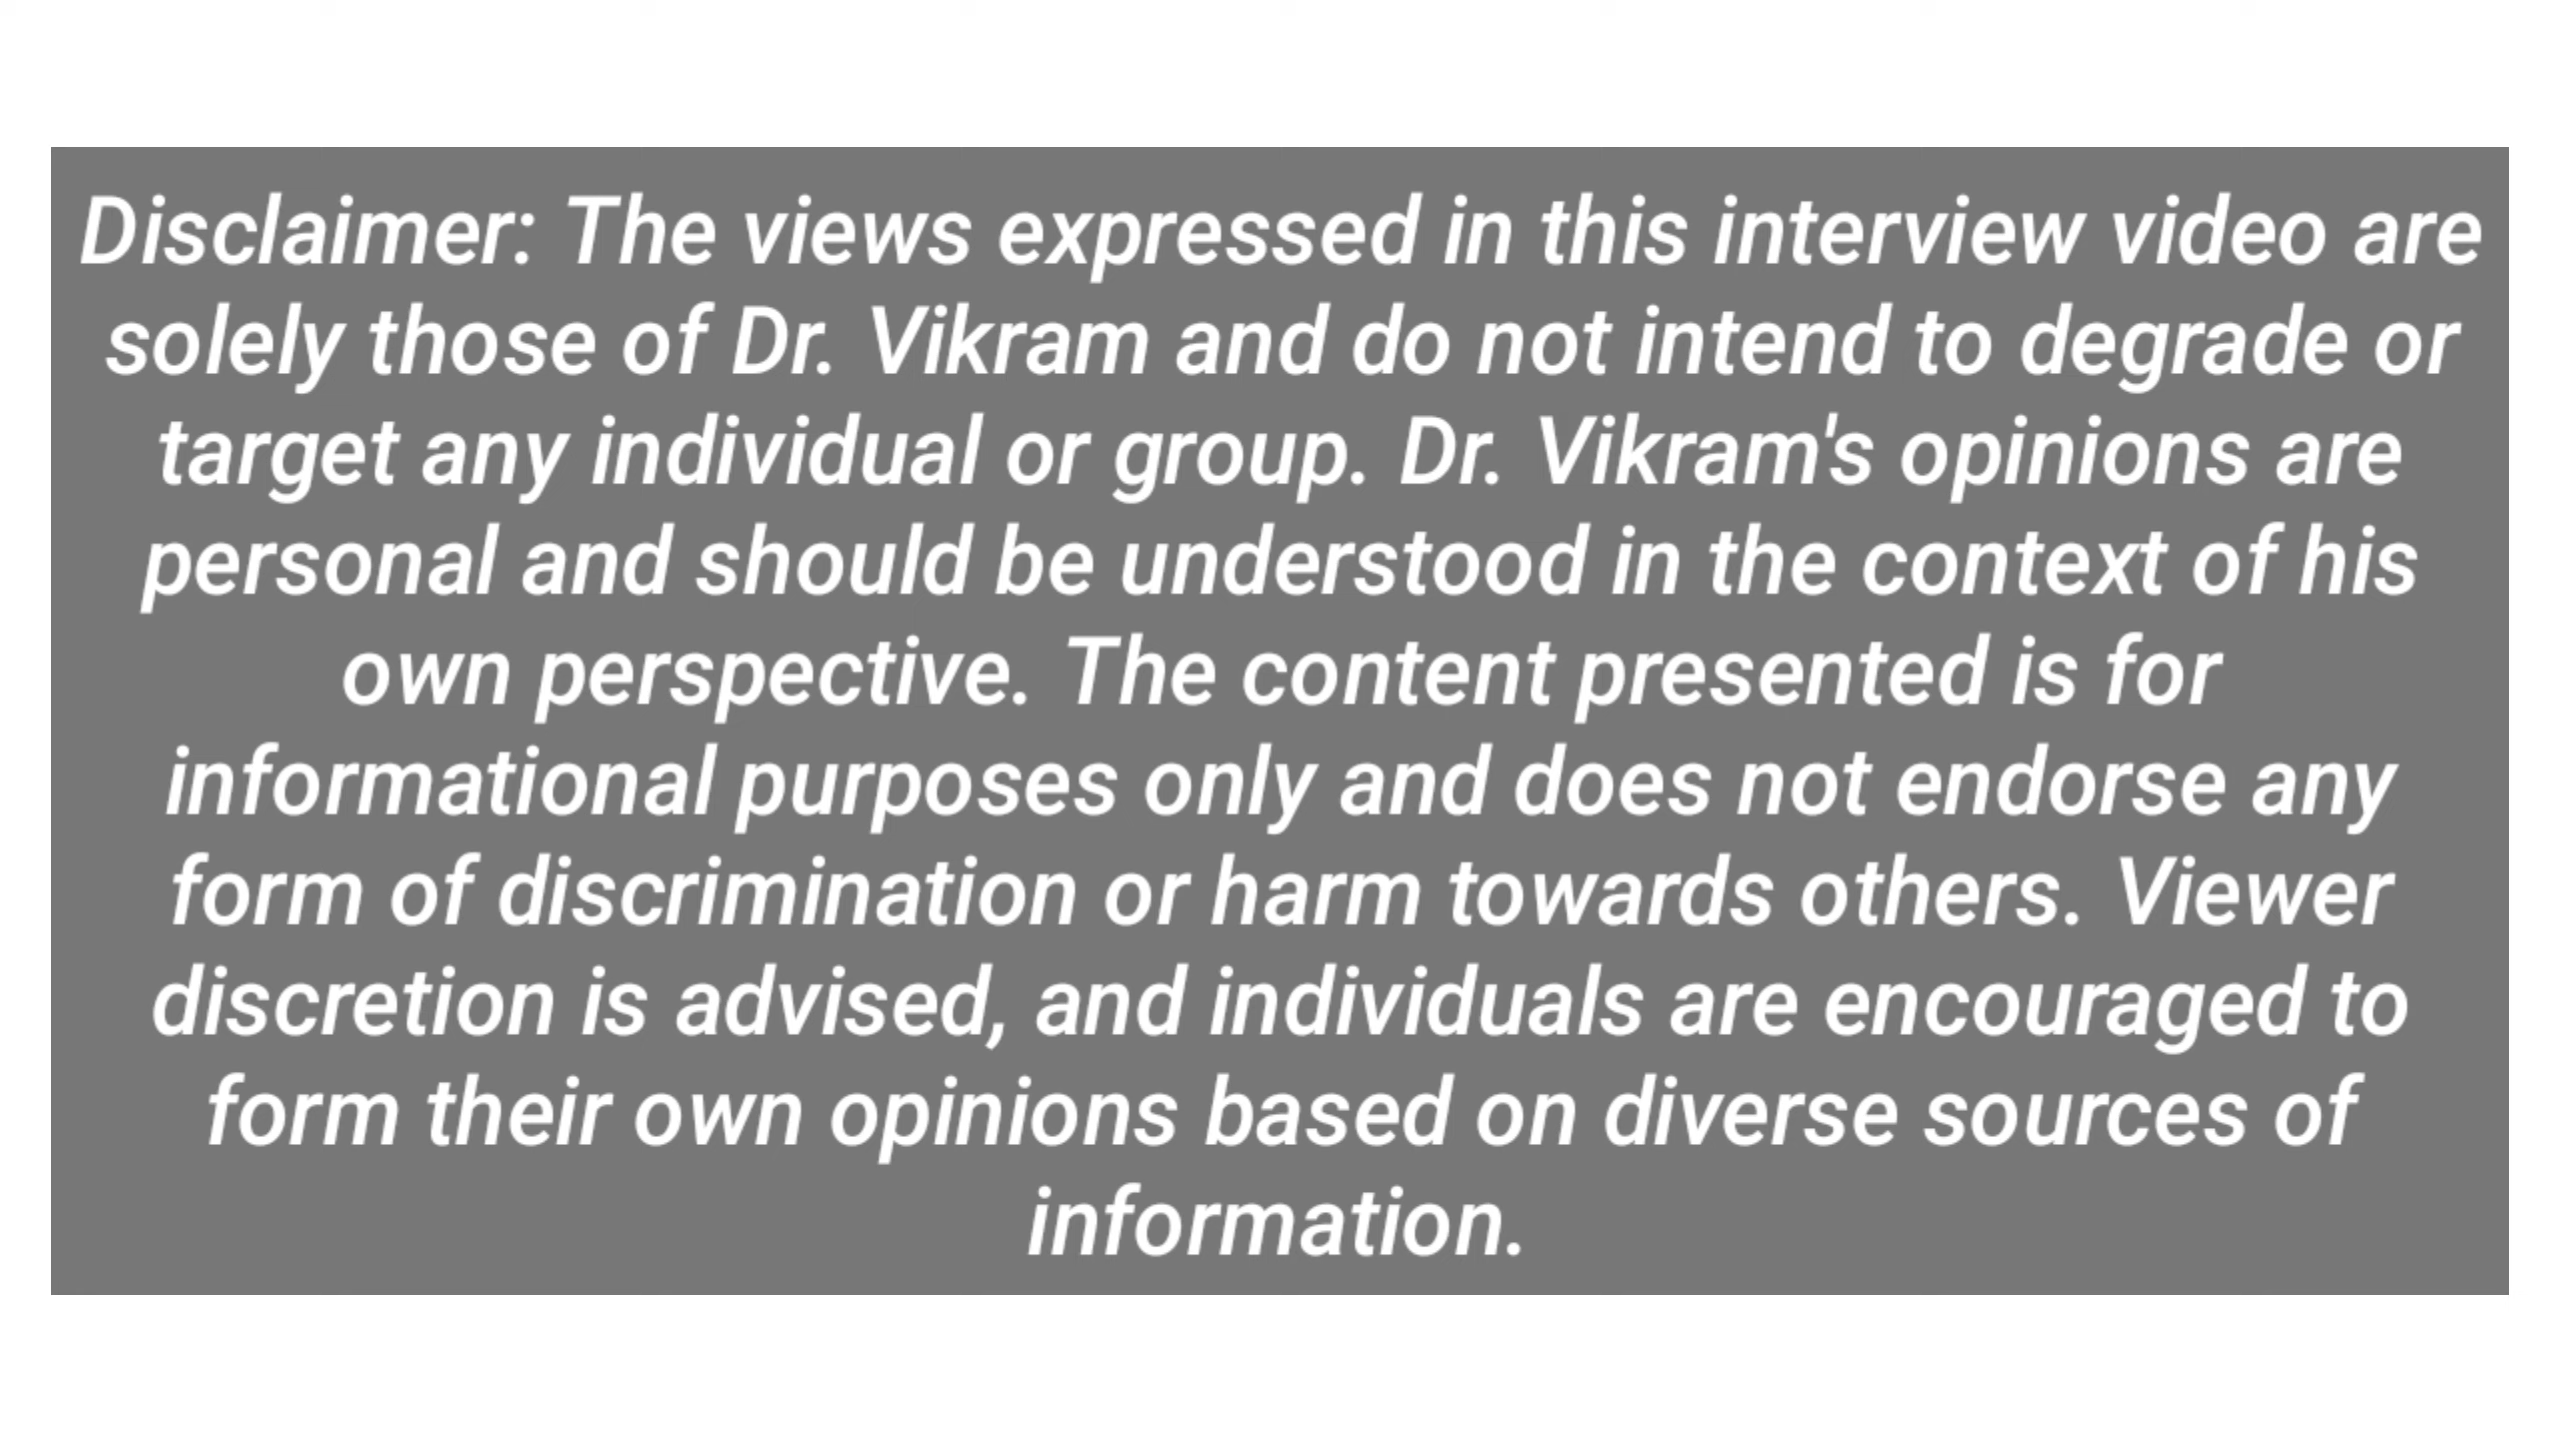 Disclaimer: The views expressed in this interview video are
solely those of Dr. Vikram and do not intend to degrade or
target any individual or group. Dr. Vikram's opinions are
personal and should be understood in the context of his
own perspective. The content presented is for
informational purposes only and does not endorse any
form of discrimination or harm towards others. Viewer
discretion is advised, and individuals are encouraged to
form their own opinions based on diverse sources of
information.